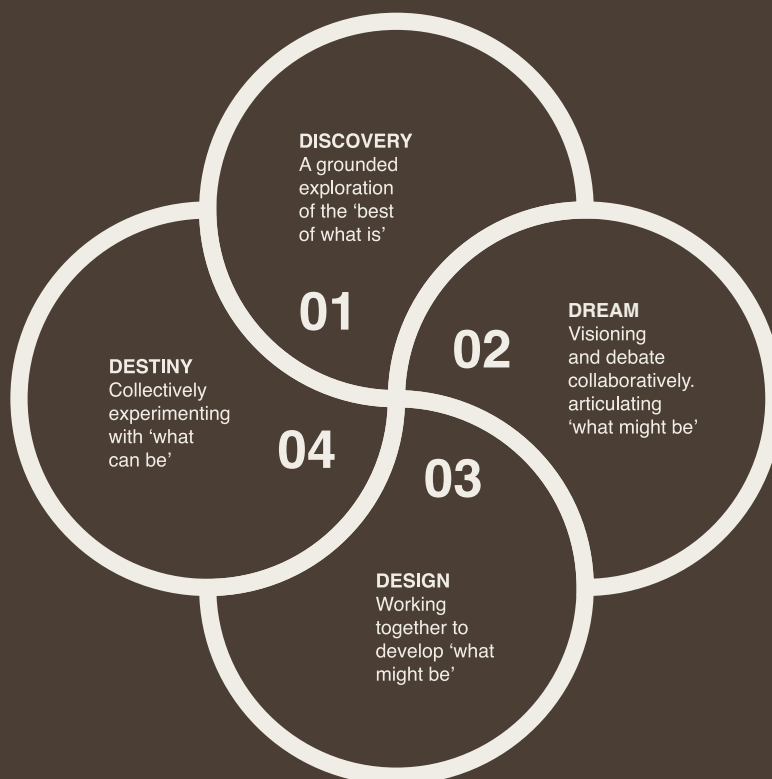 DISCOVERY
A grounded
exploration
of the ‘best
of what is’
01
02
DREAM
Visioning
and debate
collaboratively.
articulating
‘what might be’
03
DESIGN
Working
together to
develop ‘what
might be’
DESTINY
Collectively
experimenting
with ‘what
can be’
04